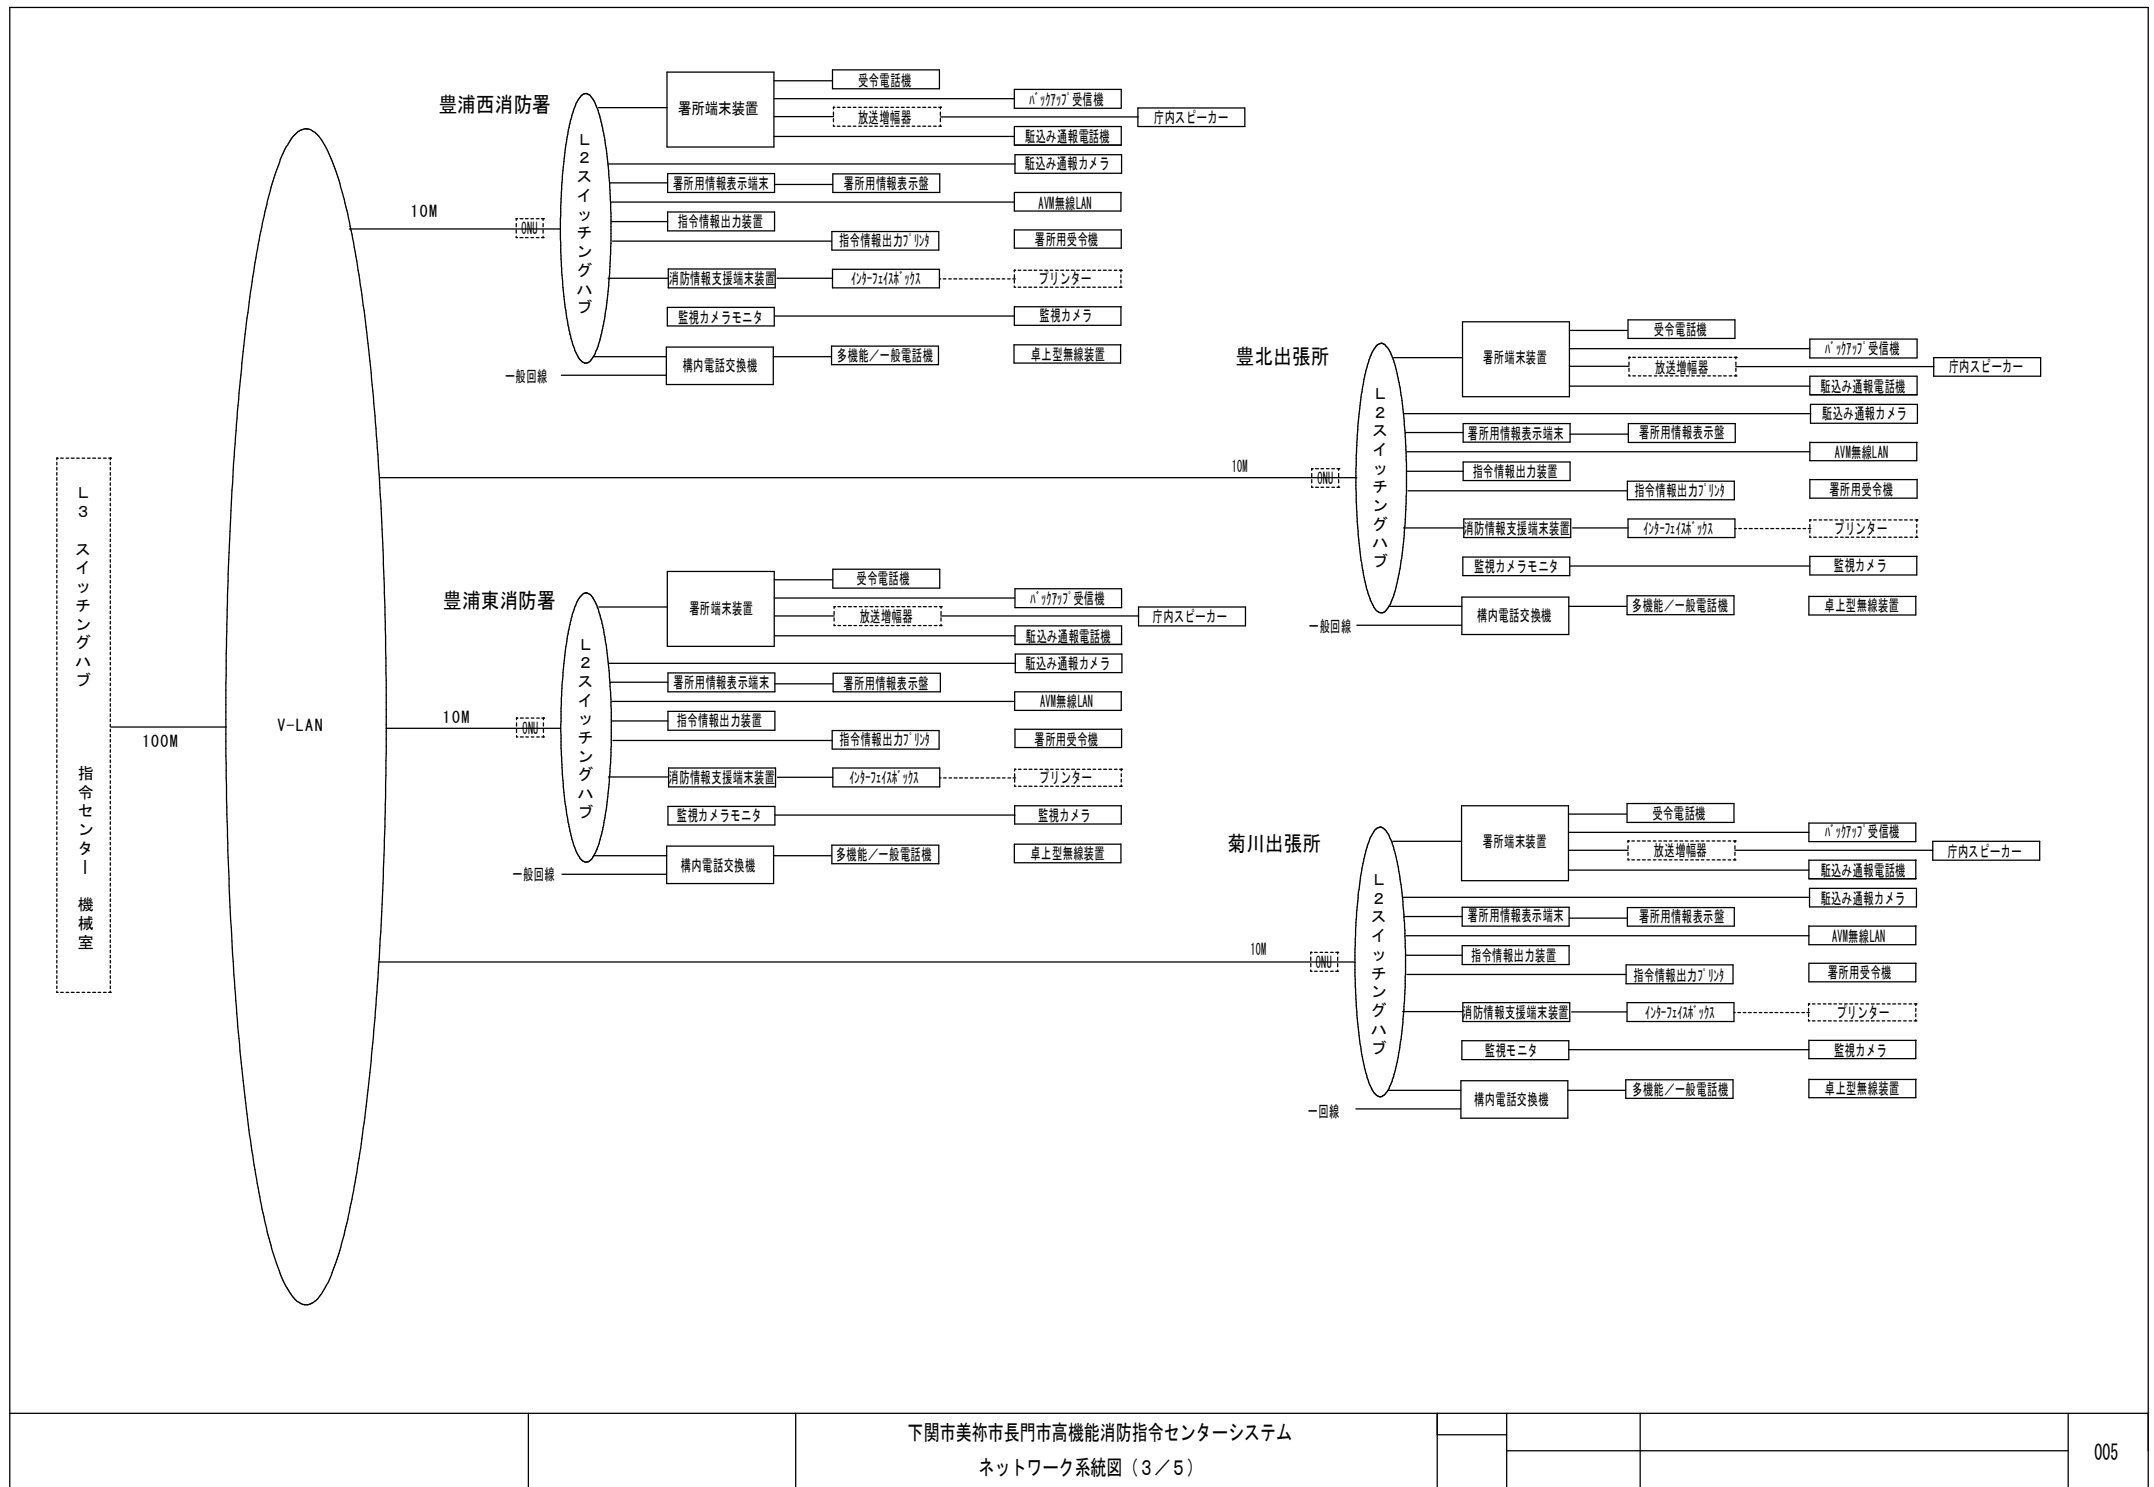 L3 スイッチングハブ 指令センター 機械室
100M
V-LAN
豊浦西消防署
10M
ONU
L2スイッチングハブ
署所端末装置
受令電話機
バックアップ受信機
放送増幅器
庁内スピーカー
駈込み通報電話機
駈込み通報カメラ
署所用情報表示端末
署所用情報表示盤
AVM無線LAN
指令情報出力装置
指令情報出力プリンタ
署所用受令機
消防情報支援端末装置
インターフェイスボックス
プリンター
監視カメラモニタ
監視カメラ
構内電話交換機
多機能/一般電話機
卓上型無線装置
一般回線
豊北出張所
10M
ONU
L2スイッチングハブ
署所端末装置
受令電話機
バックアップ受信機
放送増幅器
庁内スピーカー
駈込み通報電話機
駈込み通報カメラ
署所用情報表示端末
署所用情報表示盤
AVM無線LAN
指令情報出力装置
指令情報出力プリンタ
署所用受令機
消防情報支援端末装置
インターフェイスボックス
プリンター
監視カメラモニタ
監視カメラ
構内電話交換機
多機能/一般電話機
卓上型無線装置
一般回線
豊浦東消防署
10M
ONU
L2スイッチングハブ
署所端末装置
受令電話機
バックアップ受信機
放送増幅器
庁内スピーカー
駈込み通報電話機
駈込み通報カメラ
署所用情報表示端末
署所用情報表示盤
AVM無線LAN
指令情報出力装置
指令情報出力プリンタ
署所用受令機
消防情報支援端末装置
インターフェイスボックス
プリンター
監視カメラモニタ
監視カメラ
構内電話交換機
多機能/一般電話機
卓上型無線装置
一般回線
菊川出張所
10M
ONU
L2スイッチングハブ
署所端末装置
受令電話機
バックアップ受信機
放送増幅器
庁内スピーカー
駈込み通報電話機
駈込み通報カメラ
署所用情報表示端末
署所用情報表示盤
AVM無線LAN
指令情報出力装置
指令情報出力プリンタ
署所用受令機
消防情報支援端末装置
インターフェイスボックス
プリンター
監視モニタ
監視カメラ
構内電話交換機
多機能/一般電話機
卓上型無線装置
一回線
下関市美祢市長門市高機能消防指令センターシステム
ネットワーク系統図(3/5)
005